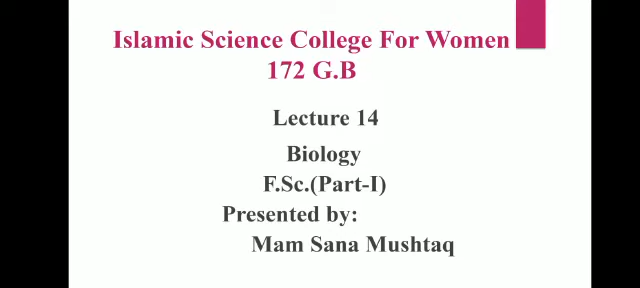 Islamic Science College For Women
172 G.B
Lecture 14
Biology
F.Sc.(Part-I)
Presented by:
Mam Sana Mushtaq